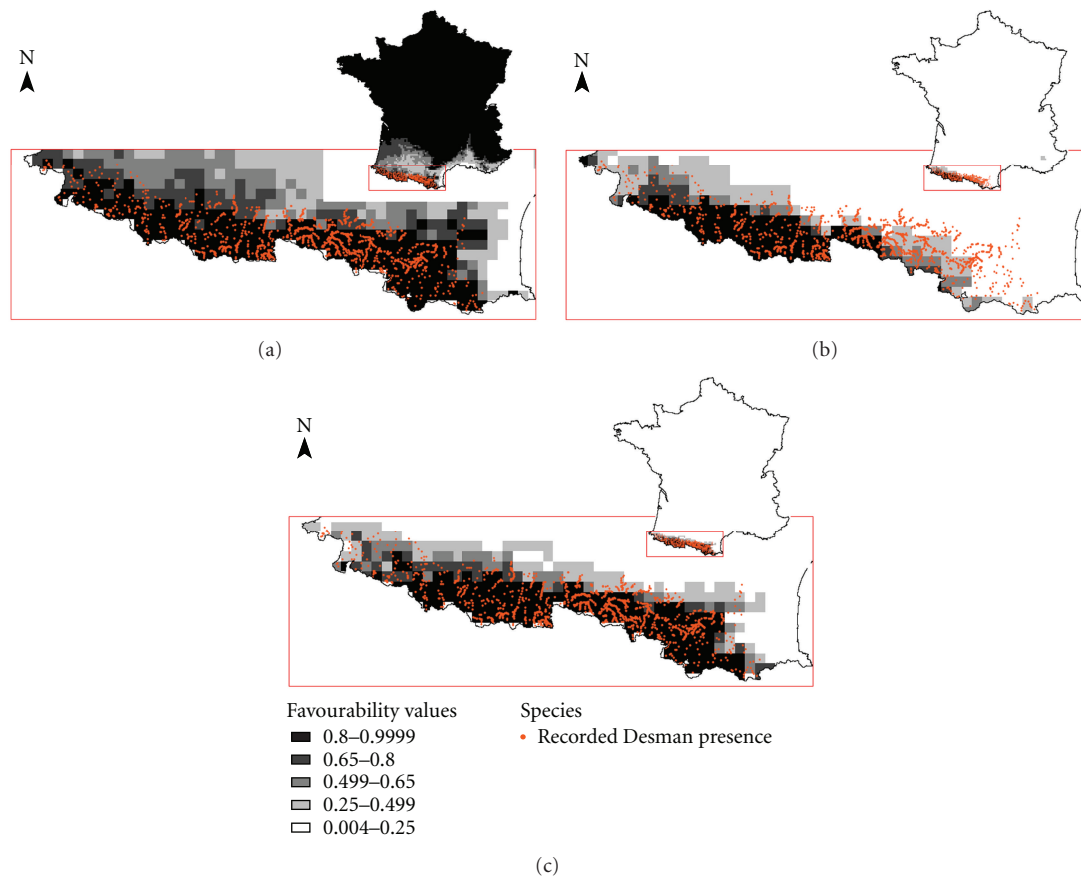 N
N
(a)
(b)
N
Favourability values
0.8–0.9999
0.65–0.8
0.499–0.65
0.25–0.499
0.004–0.25
Species
Recorded Desman presence
(c)